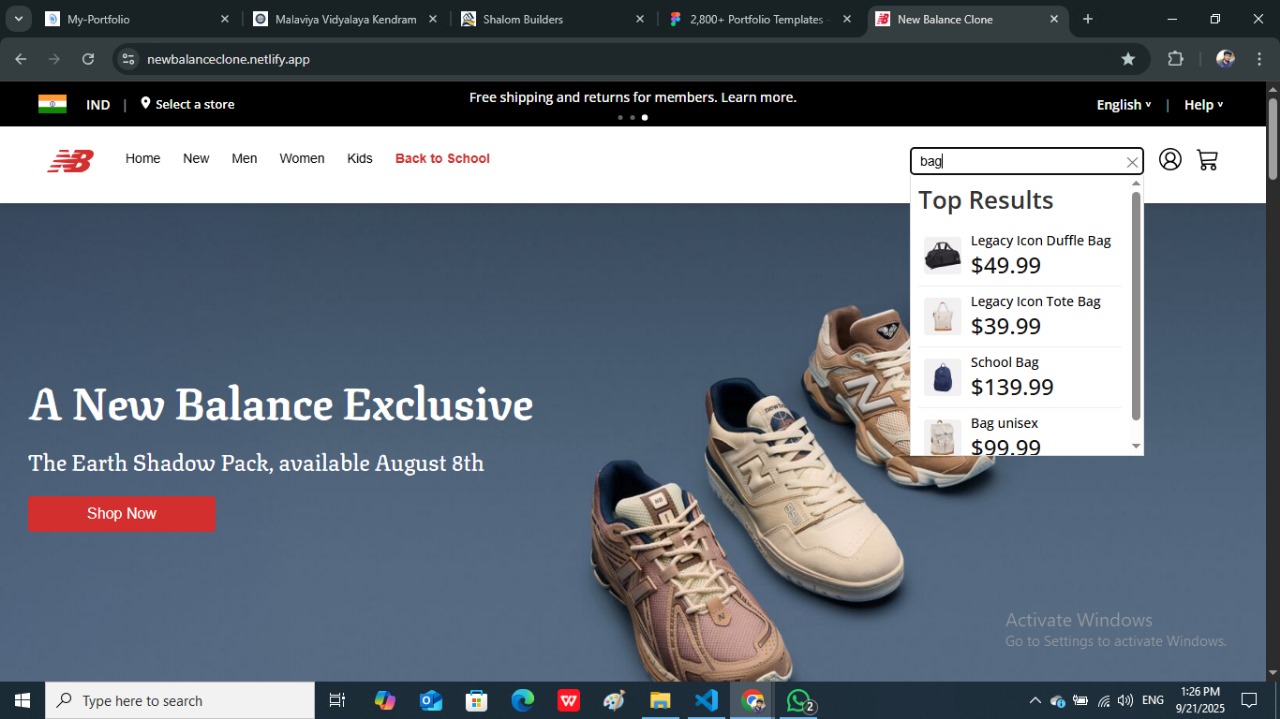 My-Portfolio
Malaviya Vidyalaya Kendram
Shalom Builders
2,800+ Portfolio Templates
New Balance Clone
newbalanceclone.netlify.app
IND | Select a store
Free shipping and returns for members. Learn more.
English | Help
Home New Men Women Kids Back to School
bag
Top Results
Legacy Icon Duffle Bag
$49.99
Legacy Icon Tote Bag
$39.99
School Bag
$139.99
Bag unisex
$99.99
A New Balance Exclusive
The Earth Shadow Pack, available August 8th
Shop Now
Activate Windows
Go to Settings to activate Windows.
Type here to search
2
ENG
1:26 PM
9/21/2025